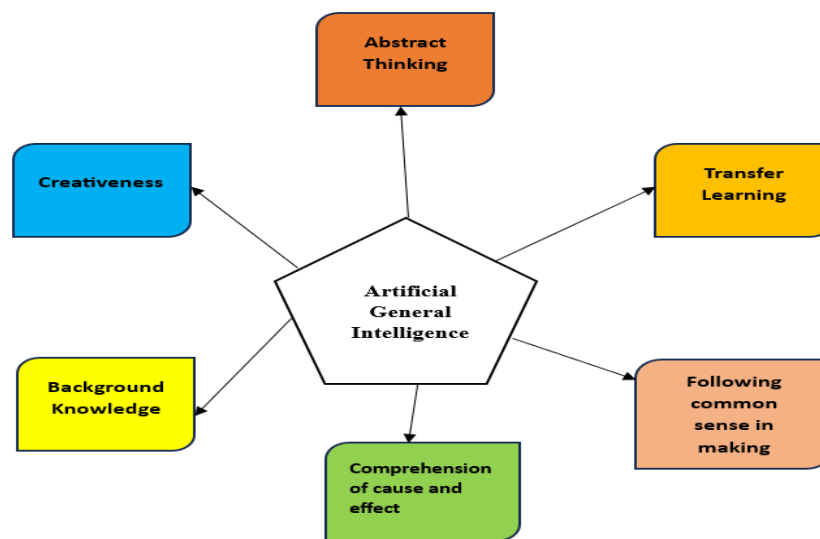 Abstract
Thinking
Creativeness
Transfer
Learning
Artificial
General
Intelligence
Background
Knowledge
Following
common
sense in
making
Comprehension
of cause and
effect